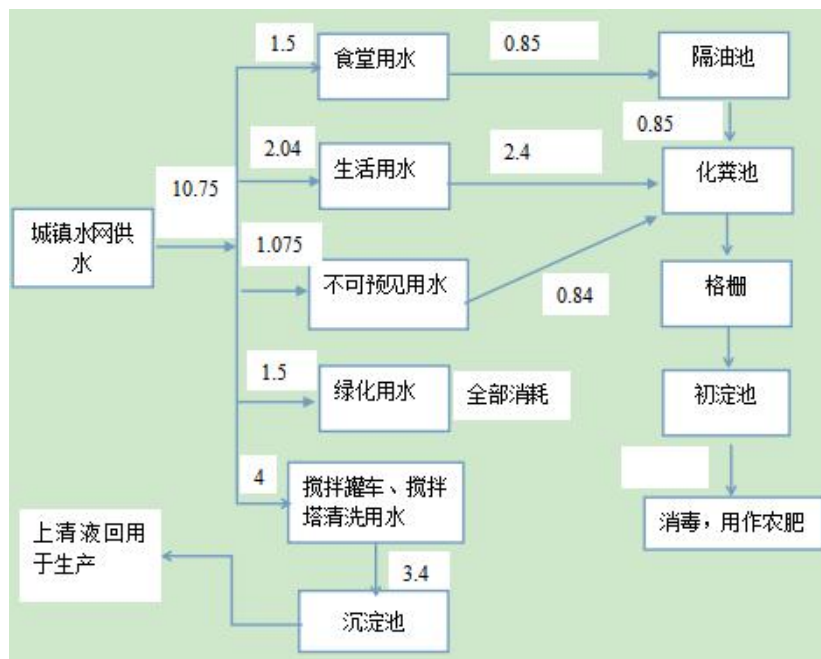 1.5
食堂用水
0.85
隔油池
0.85
2.04
生活用水
2.4
化粪池
10.75
城镇水网供
水
1.075
不可预见用水
0.84
格栅
1.5
绿化用水
全部消耗
初淀池
4
搅拌罐车、搅拌
塔清洗用水
消毒，用作农肥
上清液回用
于生产
3.4
沉淀池